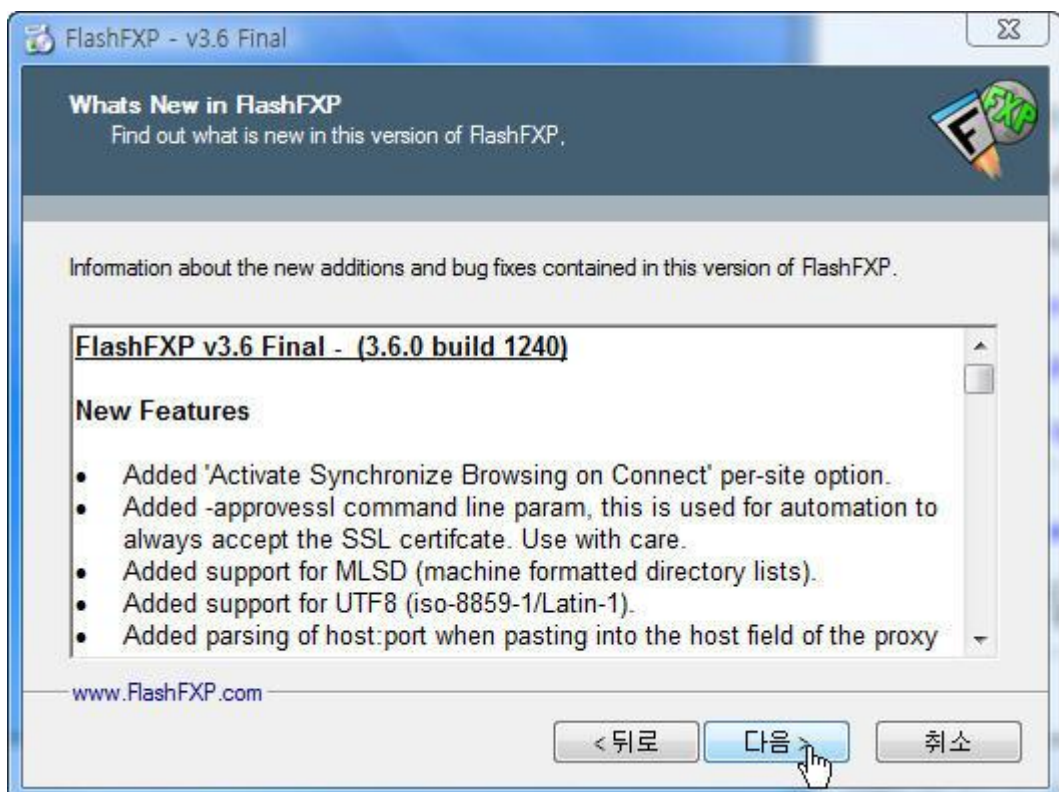 FlashFXP - v3.6 Final
Whats New in FlashFXP
Find out what is new in this version of FlashFXP,
FXP
F
Information about the new additions and bug fixes contained in this version of FlashFXP.
FlashFXP v3.6 Final - (3.6.0 build 1240)
New Features
• Added 'Activate Synchronize Browsing on Connect' per-site option.
• Added -approvessl command line param, this is used for automation to
always accept the SSL certifcate. Use with care.
• Added support for MLSD (machine formatted directory lists).
• Added support for UTF8 (iso-8859-1/Latin-1).
• Added parsing of host:port when pasting into the host field of the proxy
www.FlashFXP.com
< 뒤로
다음 >
취소